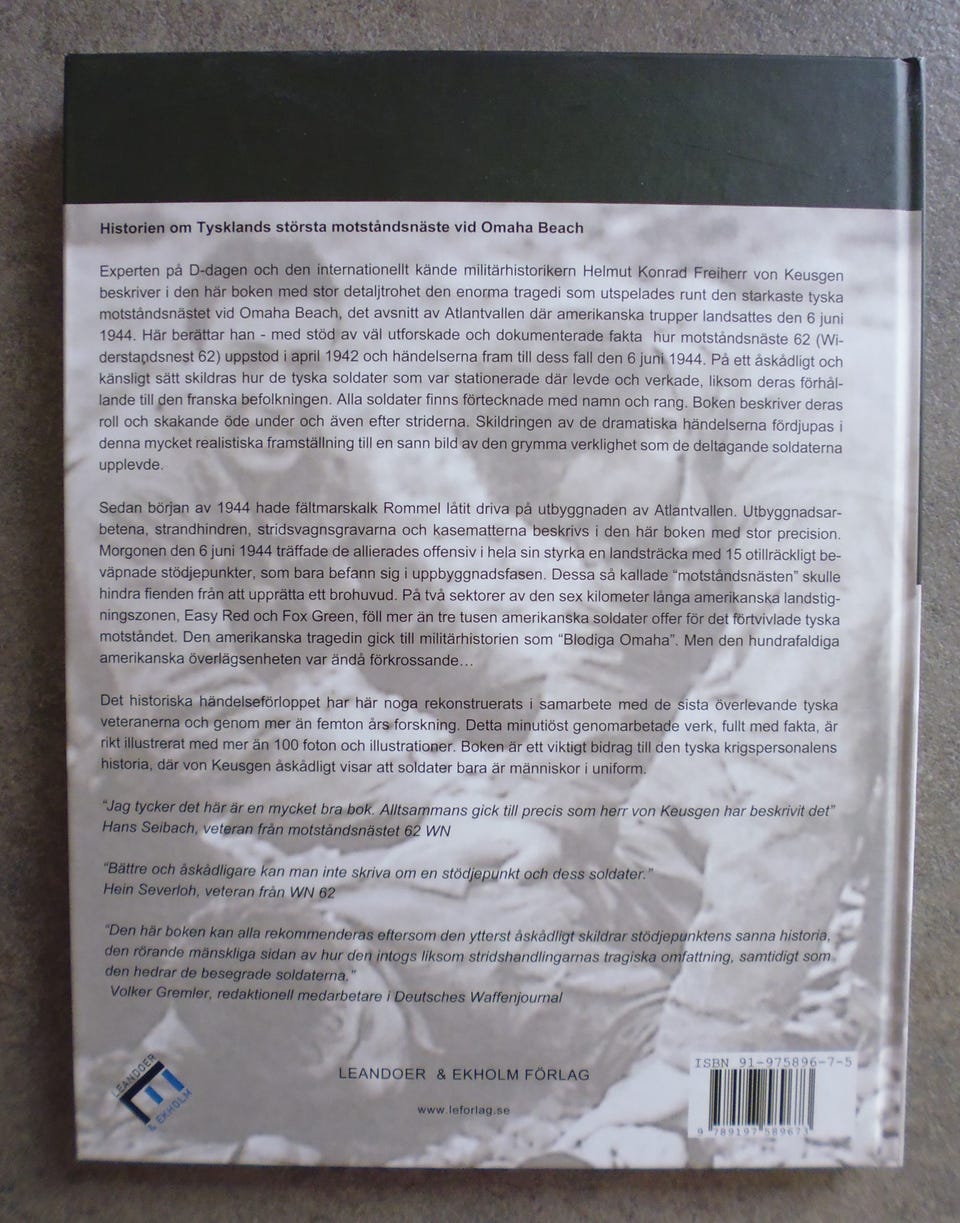 Historien om Tysklands största motståndsnäste vid Omaha Beach
Experten på D-dagen och den internationellt kände militärhistorikern Helmut Konrad Freiherr von Keusgen
beskriver i den här boken med stor detaljtrohet den enorma tragedi som utspelades runt den starkaste tyska
motståndsnästet vid Omaha Beach, det avsnitt av Atlantvallen där amerikanska trupper landsattes den 6 juni
1944. Här berättar han - med stöd av väl utforskade och dokumenterade fakta hur motståndsnäste 62 (Wi-
derstandsnest 62) uppstod i april 1942 och händelserna fram till dess fall den 6 juni 1944. På ett åskådligt och
känsligt sätt skildras hur de tyska soldater som var stationerade där levde och verkade, liksom deras förhål-
lande till den franska befolkningen. Alla soldater finns förtecknade med namn och rang. Boken beskriver deras
roll och skakande öde under och även efter striderna. Skildringen av de dramatiska händelserna fördjupas i
denna mycket realistiska framställning till en sann bild av den grymma verklighet som de deltagande soldaterna
upplevde.
Sedan början av 1944 hade fältmarskalk Rommel låtit driva på utbyggnaden av Atlantvallen. Utbyggnadsar-
betena, strandhindren, stridsvagnsgravarna och kasematterna beskrivs i den här boken med stor precision.
Morgonen den 6 juni 1944 träffade de allierades offensiv i hela sin styrka en landsträcka med 15 otillräckligt be-
väpnade stödjepunkter, som bara befann sig i uppbyggnadsfasen. Dessa så kallade "motståndsnästen" skulle
hindra fienden från att upprätta ett brohuvud. På två sektorer av den sex kilometer långa amerikanska landstig-
ningszonen, Easy Red och Fox Green, föll mer än tre tusen amerikanska soldater offer för det förtvivlade tyska
motståndet. Den amerikanska tragedin gick till militärhistorien som "Blodiga Omaha". Men den hundrafaldiga
amerikanska överlägsenheten var ändå förkrossande…
Det historiska händelseförloppet har här noga rekonstruerats i samarbete med de sista överlevande tyska
veteranerna och genom mer än femton års forskning. Detta minutiöst genomarbetade verk, fullt med fakta, är
rikt illustrerat med mer än 100 foton och illustrationer. Boken är ett viktigt bidrag till den tyska krigspersonalens
historia, där von Keusgen åskådligt visar att soldater bara är människor i uniform.
"Jag tycker det här är en mycket bra bok. Alltsammans gick till precis som herr von Keusgen har beskrivit det"
Hans Seibach, veteran från motståndsnästet 62 WN
"Bättre och åskådligare kan man inte skriva om en stödjepunkt och dess soldater."
Hein Severloh, veteran från WN 62
"Den här boken kan alla rekommenderas eftersom den ytterst åskådligt skildrar stödjepunktens sanna historia,
den rörande mänskliga sidan av hur den intogs liksom stridshandlingarnas tragiska omfattning, samtidigt som
den hedrar de besegrade soldaterna."
Volker Gremler, redaktionell medarbetare i Deutsches Waffenjournal
LEANDOER
& EKHOLM
LEANDOER & EKHOLM FÖRLAG
www.leforlag.se
ISBN 91-975896-7-5
9 789197 589673